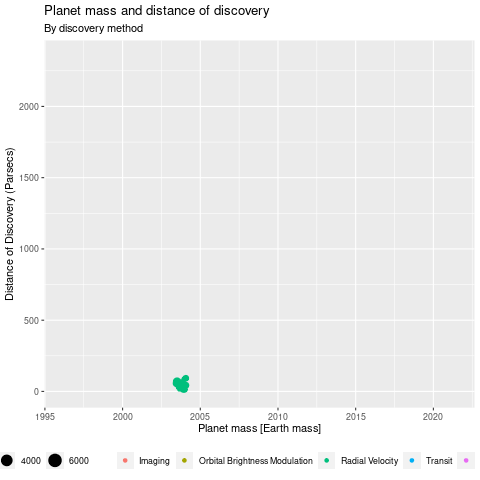 Planet mass and distance of discovery
By discovery method
Distance of Discovery (Parsecs)
2000
1500
1000
500
0
1995 2000 2005 2010 2015 2020
Planet mass [Earth mass]
4000 6000 Imaging Orbital Brightness Modulation Radial Velocity Transit